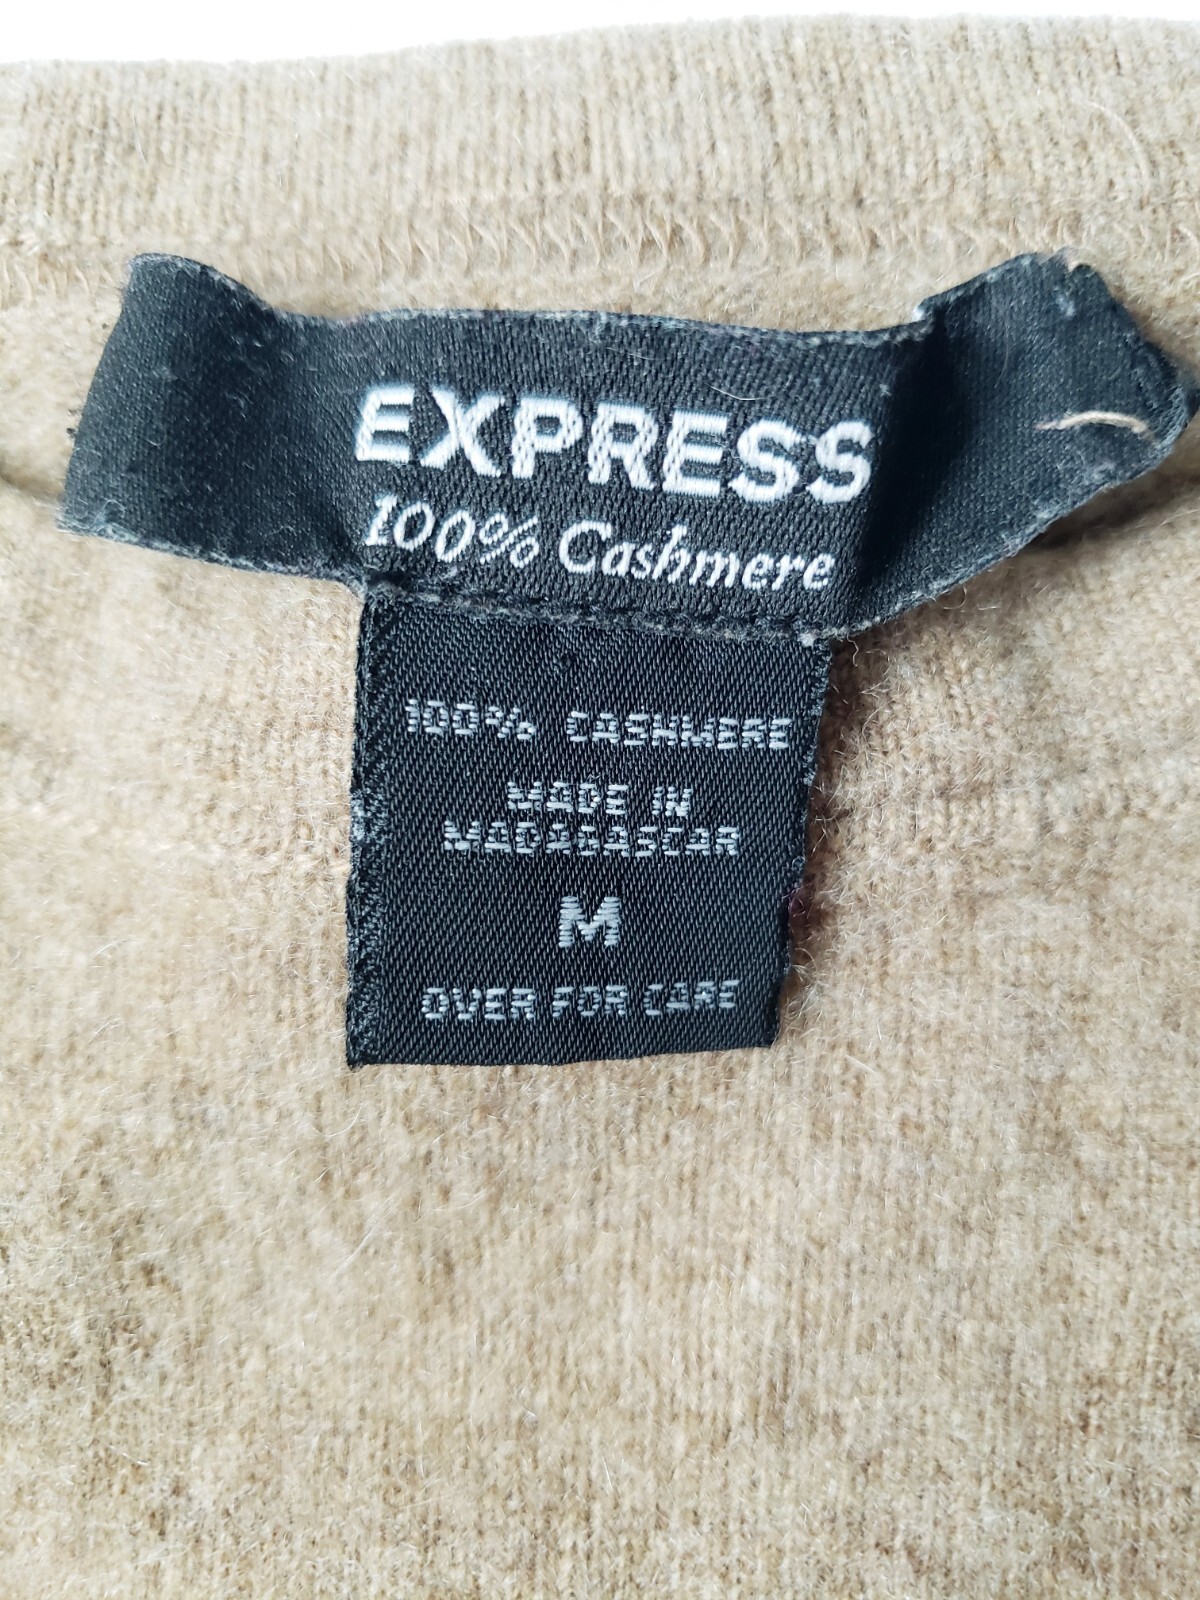 EXPRESS
100% Cashmere
100% CASHMERE
MADE IN
MADAGASCAR
M
OVER FOR CARE